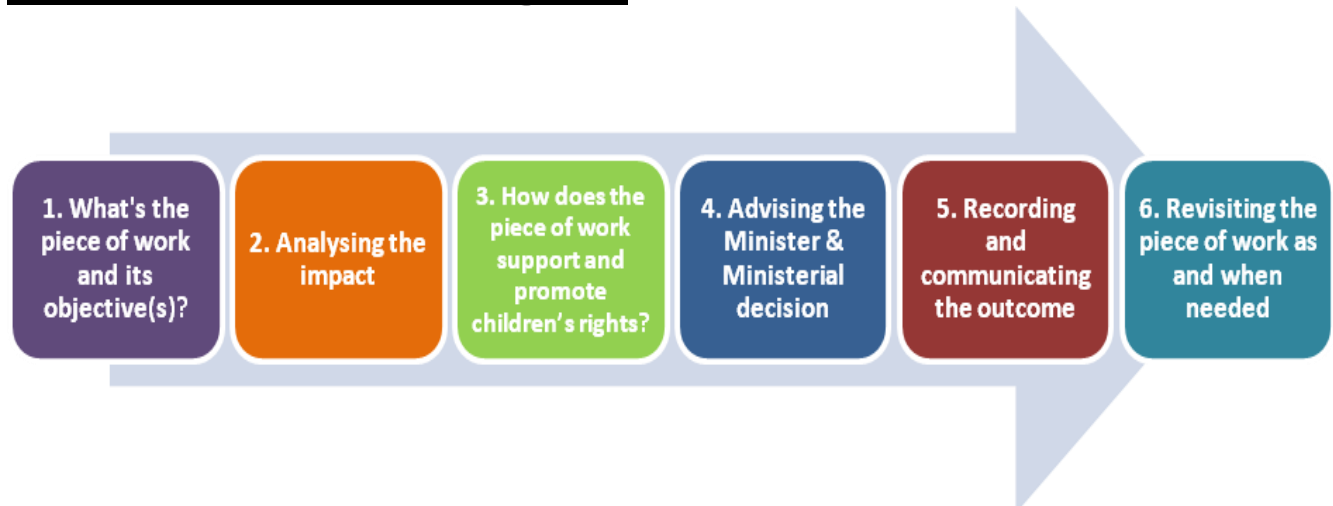 1. What's the
piece of work
and its
objective(s)?
2. Analysing the
impact
3. How does the
piece of work
support and
promote
children’s rights?
4. Advising the
Minister &
Ministerial
decision
5. Recording
and
communicating
the outcome
6. Revisiting the
piece of work as
and when
needed